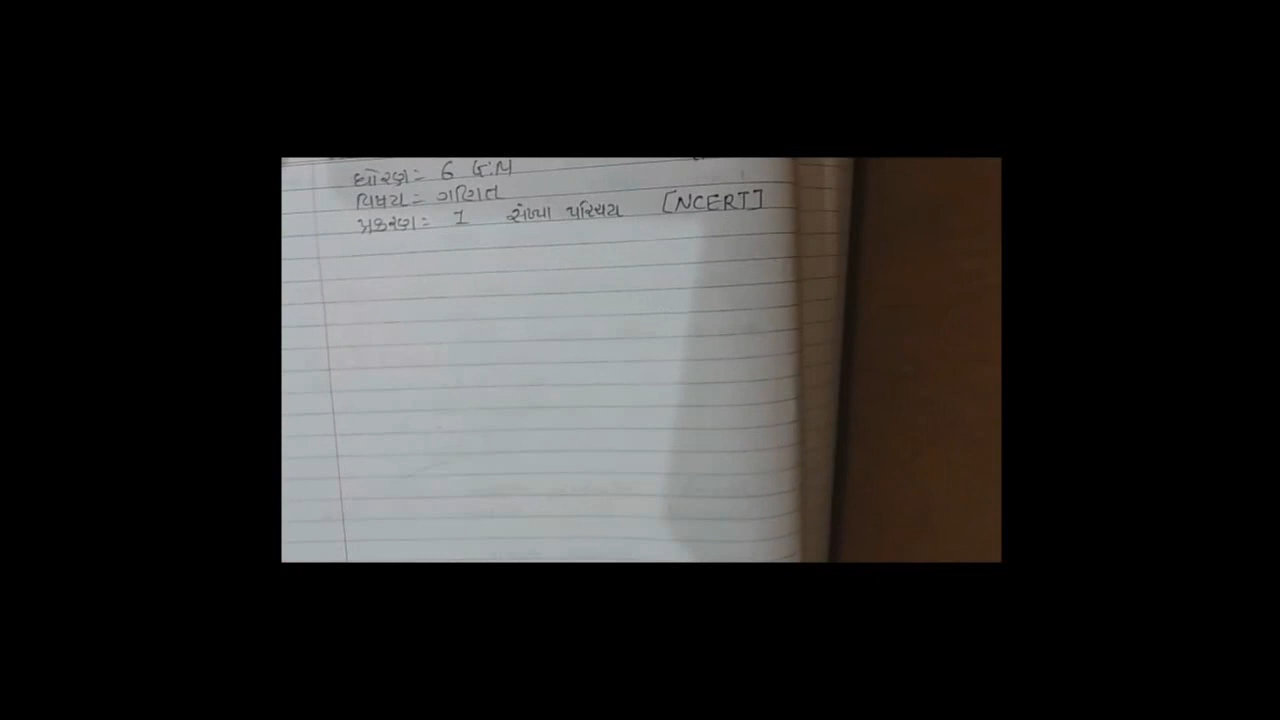 ધોરણ = 6 G.M
વિષય = ગણિત
પ્રકરણ = 1 સંખ્યા પરિચય [NCERT]